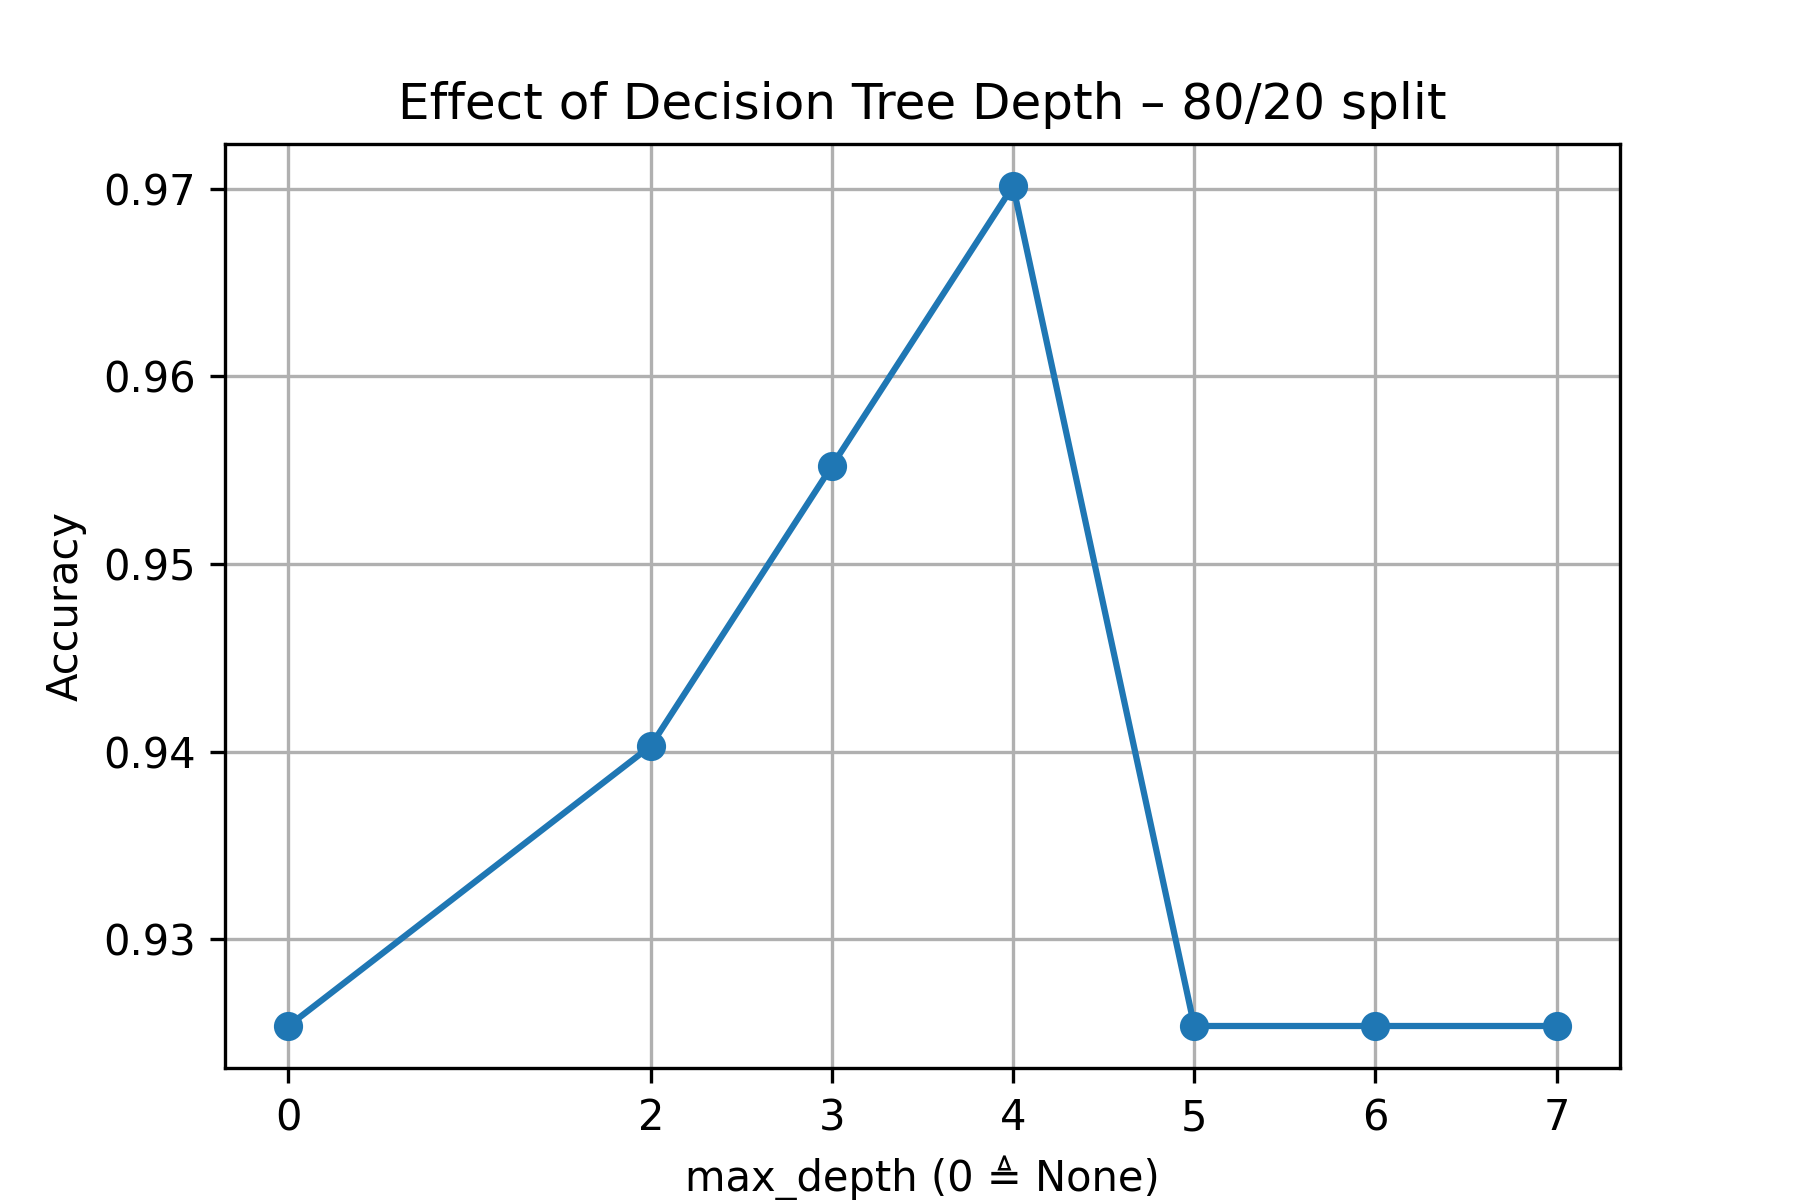 Effect of Decision Tree Depth – 80/20 split
0.97
0.96
0.95
0.94
0.93
Accuracy
0 2 3 4 5 6 7
max_depth (0 ≙ None)